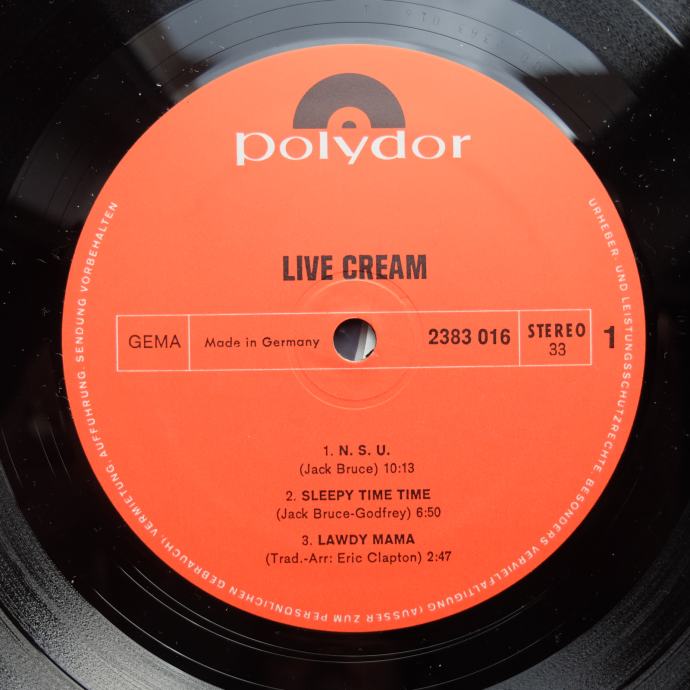 polydor
LIVE CREAM
GEMA
Made in Germany
2383 016
STEREO
33
1
1. N. S. U.
(Jack Bruce) 10:13
2. SLEEPY TIME TIME
(Jack Bruce-Godfrey) 6:50
3. LAWDY MAMA
(Trad.-Arr: Eric Clapton) 2:47
URHEBER- UND LEISTUNGSSCHUTZRECHTE, BESONDERS VERVIELFÄLTIGUNG (AUSSER ZUM PERSÖNLICHEN GEBRAUCH), VERMIETUNG, AUFFÜHRUNG, SENDUNG VORBEHALTEN